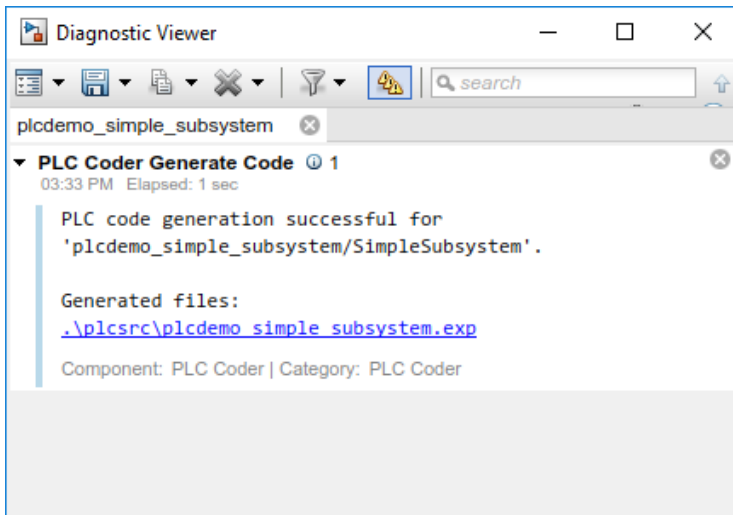 Diagnostic Viewer
search
plcdemo_simple_subsystem
PLC Coder Generate Code 1
03:33 PM Elapsed: 1 sec
PLC code generation successful for
'plcdemo_simple_subsystem/SimpleSubsystem'.
Generated files:
.\plcsrc\plcdemo_simple_subsystem.exp
Component: PLC Coder | Category: PLC Coder